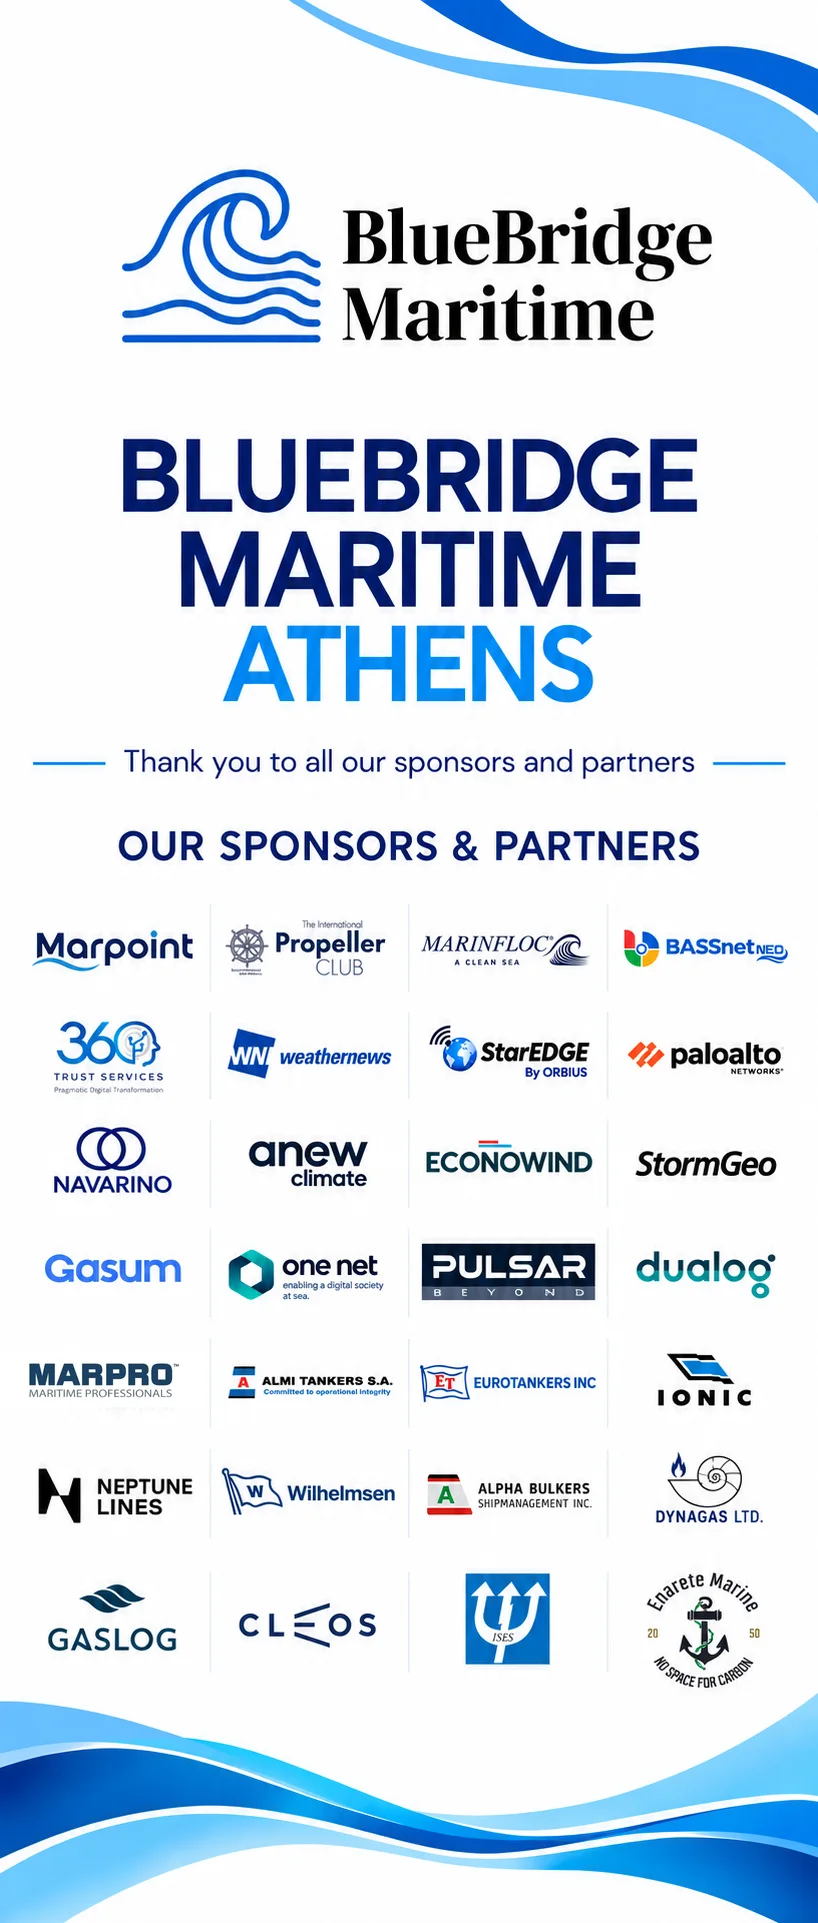 BlueBridge
Maritime
BLUEBRIDGE
MARITIME
ATHENS
Thank you to all our sponsors and partners
OUR SPONSORS & PARTNERS
Marpoint
The International
Propeller
CLUB
MARINFLOC®
A CLEAN SEA
BASSnet NEO
360
TRUST SERVICES
Pragmatic Digital Transformation
WNI weathernews
StarEDGE
By ORBIUS
paloalto
NETWORKS®
NAVARINO
anew
climate
ECONOWIND
StormGeo
Gasum
one net
enabling a digital society
at sea.
PULSAR
BEYOND
dualog
MARPRO™
MARITIME PROFESSIONALS
A
ALMI TANKERS S.A.
Committed to operational integrity
ET
EUROTANKERS INC
IONIC
NEPTUNE
LINES
W
Wilhelmsen
A
ALPHA BULKERS
SHIPMANAGEMENT INC.
DYNAGAS LTD.
GASLOG
CLEOS
ISES
Enarete Marine
20 50
NO SPACE FOR CARBON